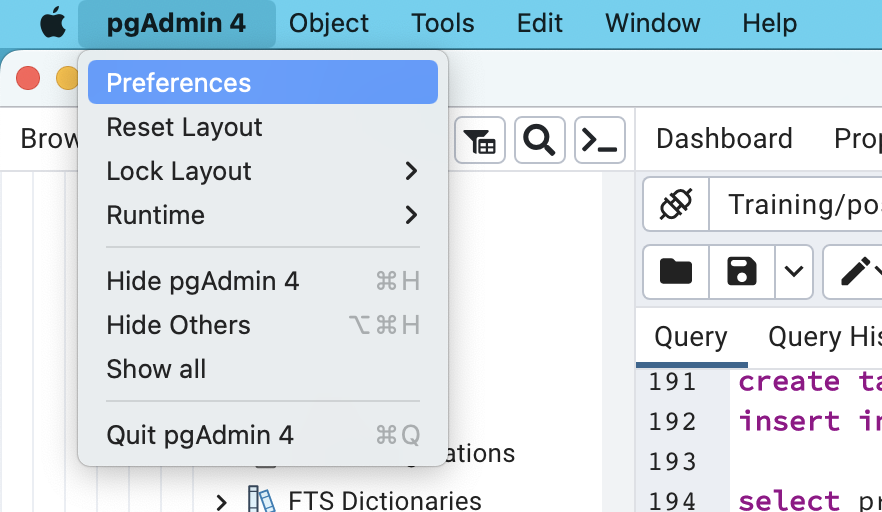 pgAdmin 4 Object Tools Edit Window Help
Preferences
Reset Layout
Lock Layout
Runtime
Hide pgAdmin 4 ⌘H
Hide Others ⌥⌘H
Show all
Quit pgAdmin 4 ⌘Q
Brow
ations
FTS Dictionaries
Dashboard Prop
Training/pos
Query Query His
191 create ta
192 insert in
193
194 select pr